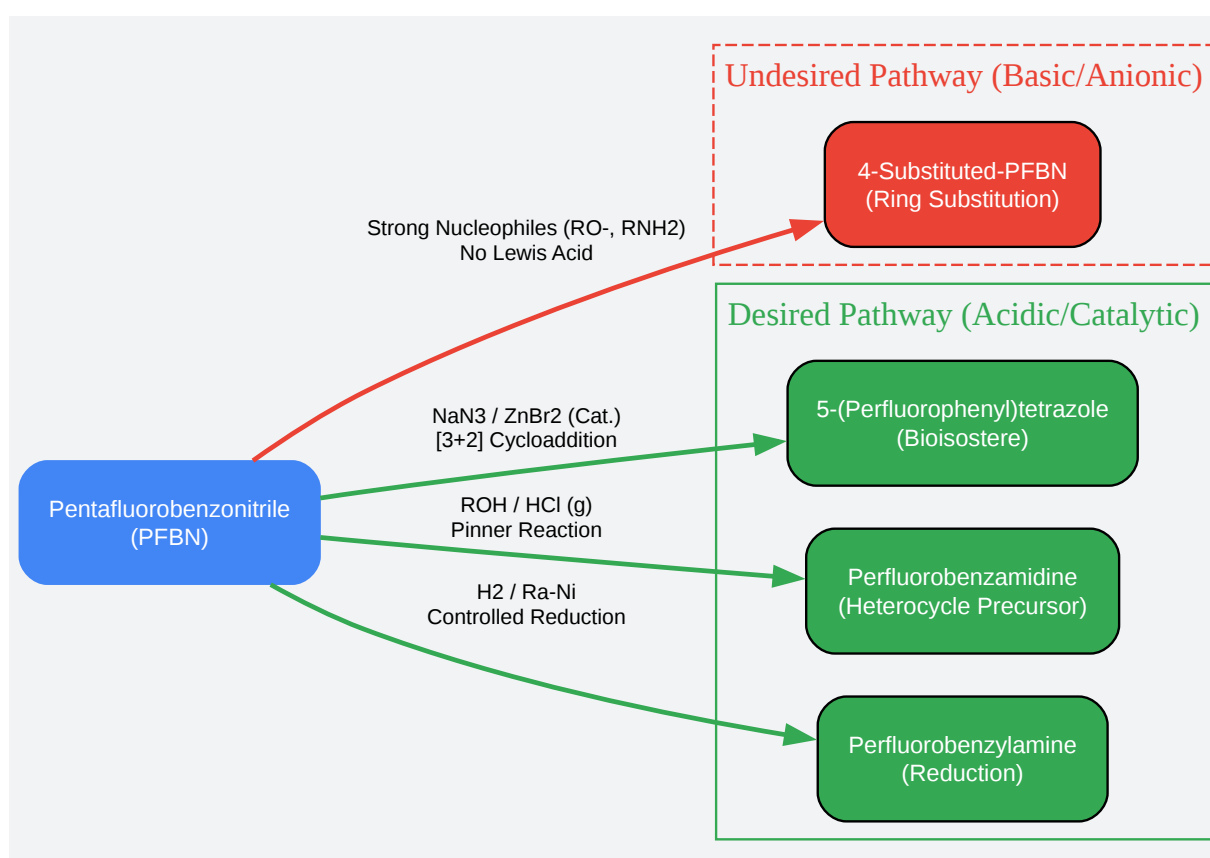 Undesired Pathway (Basic/Anionic)
4-Substituted-PFBN
(Ring Substitution)
Strong Nucleophiles (RO-, RNH2)
No Lewis Acid
Desired Pathway (Acidic/Catalytic)
NaN3 / ZnBr2 (Cat.)
[3+2] Cycloaddition
5-(Perfluorophenyl)tetrazole
(Bioisostere)
Pentafluorobenzonitrile
(PFBN)
ROH / HCl (g)
Pinner Reaction
Perfluorobenzamidine
(Heterocycle Precursor)
H2 / Ra-Ni
Controlled Reduction
Perfluorobenzylamine
(Reduction)